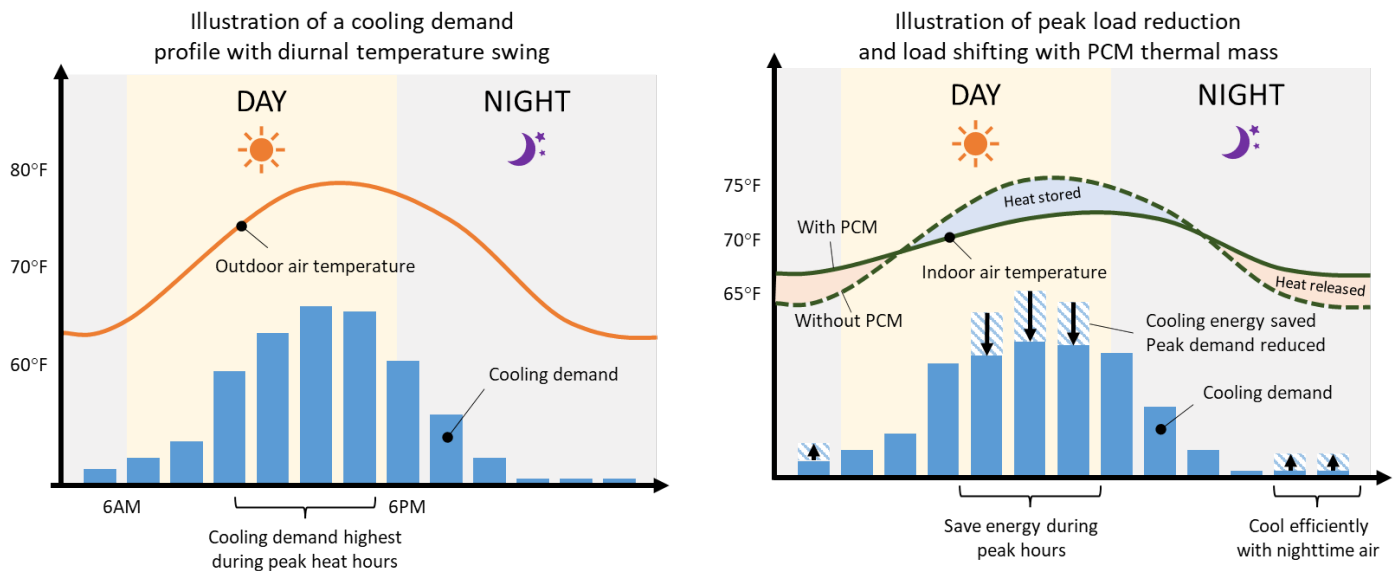 Illustration of a cooling demand
profile with diurnal temperature swing
DAY
NIGHT
80°F
70°F
60°F
Outdoor air temperature
Cooling demand
6AM
6PM
Cooling demand highest
during peak heat hours
Illustration of peak load reduction
and load shifting with PCM thermal mass
DAY
NIGHT
75°F
70°F
65°F
Heat stored
With PCM
Indoor air temperature
Heat released
Without PCM
Cooling energy saved
Peak demand reduced
Cooling demand
Save energy during
peak hours
Cool efficiently
with nighttime air